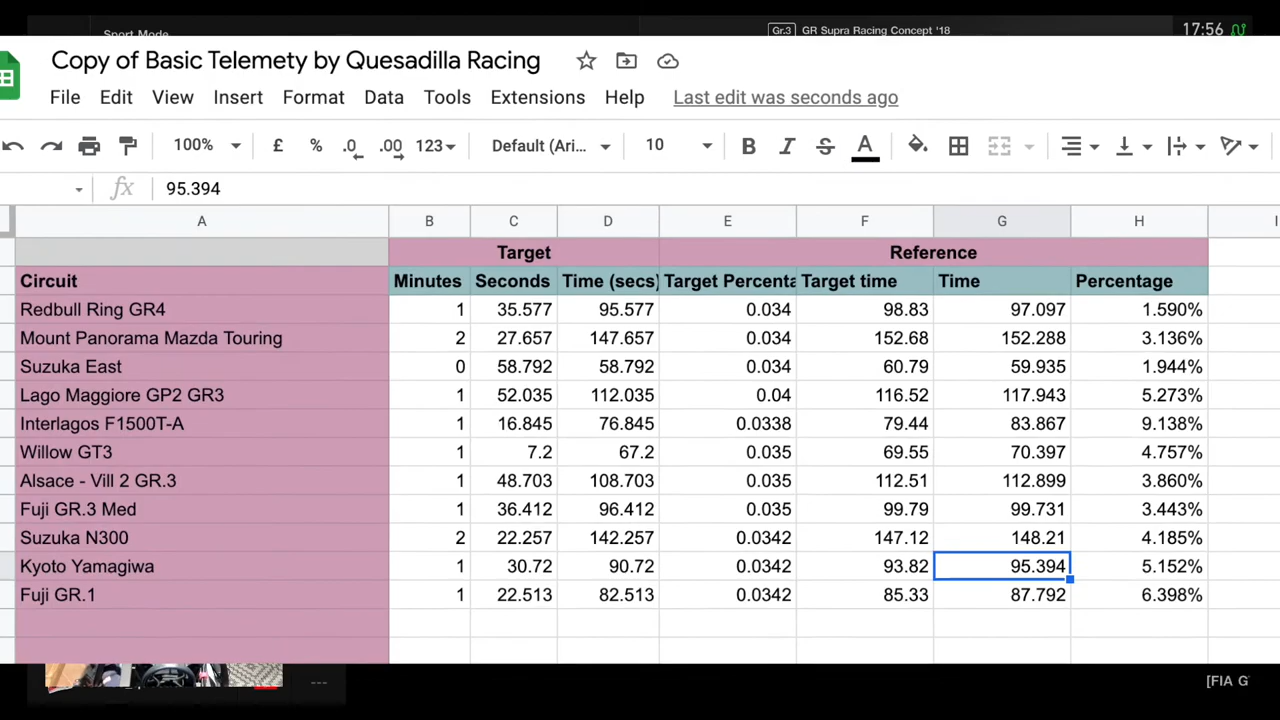 Sport Mode
Gr.3 GR Supra Racing Concept '18 17:56
Copy of Basic Telemety by Quesadilla Racing
File Edit View Insert Format Data Tools Extensions Help Last edit was seconds ago
100% £ % .0 .00 123 Default (Ari... 10 B I S A
fx 95.394
A B C D E F G H I
Target Reference
Circuit Minutes Seconds Time (secs) Target Percenta Target time Time Percentage
Redbull Ring GR4 1 35.577 95.577 0.034 98.83 97.097 1.590%
Mount Panorama Mazda Touring 2 27.657 147.657 0.034 152.68 152.288 3.136%
Suzuka East 0 58.792 58.792 0.034 60.79 59.935 1.944%
Lago Maggiore GP2 GR3 1 52.035 112.035 0.04 116.52 117.943 5.273%
Interlagos F1500T-A 1 16.845 76.845 0.0338 79.44 83.867 9.138%
Willow GT3 1 7.2 67.2 0.035 69.55 70.397 4.757%
Alsace - Vill 2 GR.3 1 48.703 108.703 0.035 112.51 112.899 3.860%
Fuji GR.3 Med 1 36.412 96.412 0.035 99.79 99.731 3.443%
Suzuka N300 2 22.257 142.257 0.0342 147.12 148.21 4.185%
Kyoto Yamagiwa 1 30.72 90.72 0.0342 93.82 95.394 5.152%
Fuji GR.1 1 22.513 82.513 0.0342 85.33 87.792 6.398%
--- [FIA G